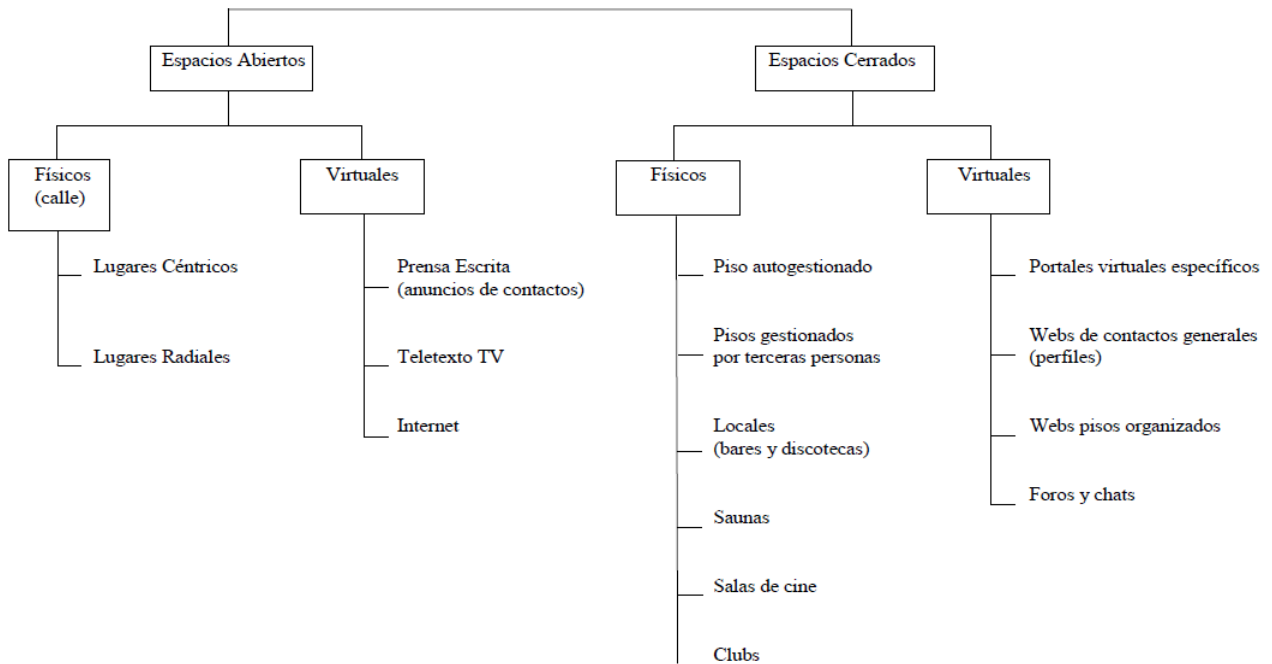 Espacios Abiertos
Espacios Cerrados
Físicos
(calle)
Virtuales
Físicos
Virtuales
Lugares Céntricos
Lugares Radiales
Prensa Escrita
(anuncios de contactos)
Teletexto TV
Internet
Piso autogestionado
Pisos gestionados
por terceras personas
Locales
(bares y discotecas)
Saunas
Salas de cine
Clubs
Portales virtuales específicos
Webs de contactos generales
(perfiles)
Webs pisos organizados
Foros y chats